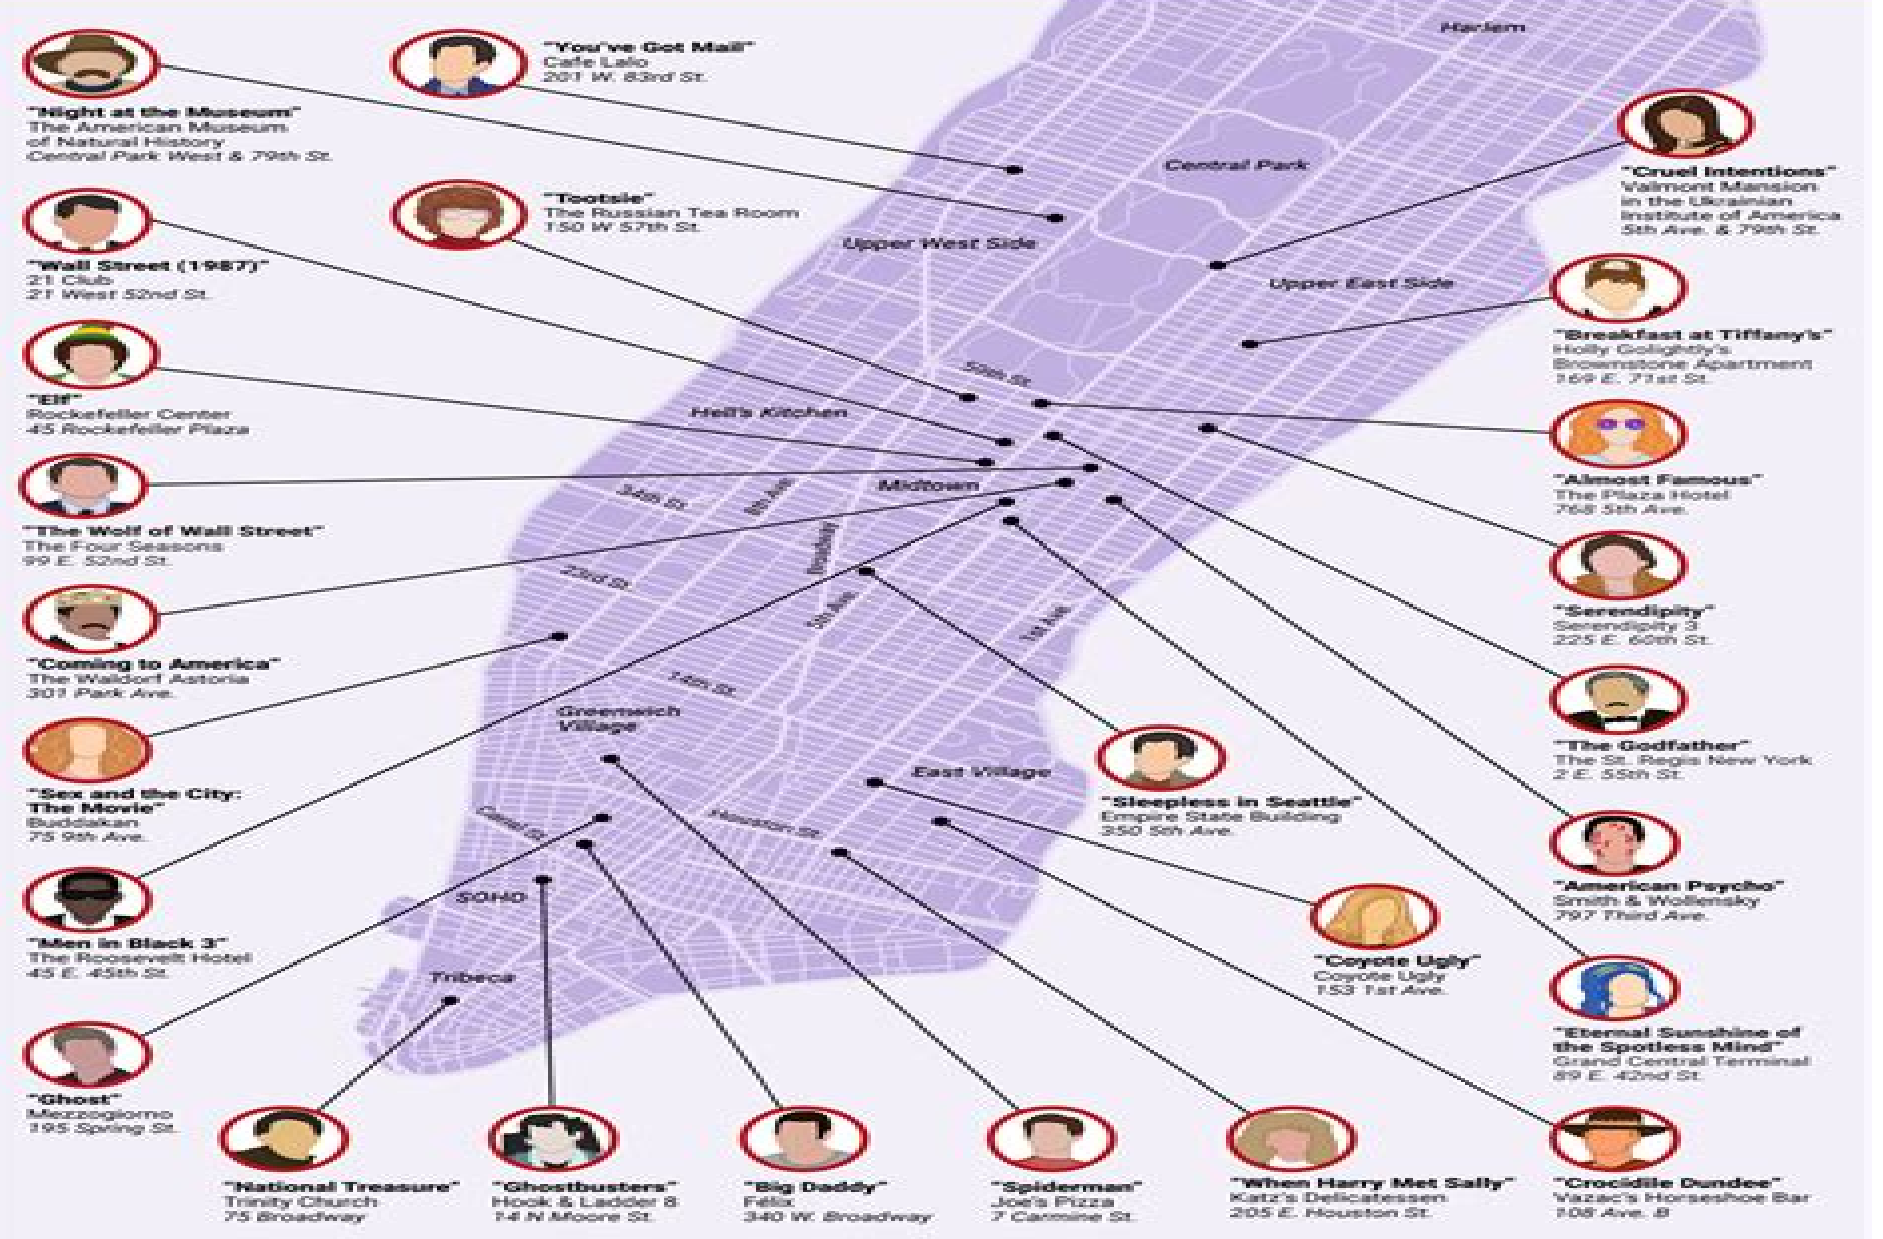 Harlem
"You've Got Mail"
Cafe Lalo
201 W. 83rd St.
"Night at the Museum"
The American Museum
of Natural History
Central Park West & 79th St.
Central Park
"Cruel Intentions"
Valmont Mansion
in the Ukrainian
Institute of America
5th Ave. & 79th St.
"Tootsie"
The Russian Tea Room
150 W 57th St.
Upper West Side
"Wall Street (1987)"
21 Club
21 West 52nd St.
Upper East Side
"Breakfast at Tiffany's"
Holly Golightly's
Brownstone Apartment
169 E. 71st St.
59th St.
"Elf"
Rockefeller Center
45 Rockefeller Plaza
Hell's Kitchen
"Almost Famous"
The Plaza Hotel
768 5th Ave.
Midtown
34th St.
8th Ave.
"The Wolf of Wall Street"
The Four Seasons
99 E. 52nd St.
Broadway
23rd St.
5th Ave.
1st Ave.
"Serendipity"
Serendipity 3
225 E. 60th St.
"Coming to America"
The Waldorf Astoria
301 Park Ave.
14th St.
Greenwich
Village
"The Godfather"
The St. Regis New York
2 E. 55th St.
East Village
"Sex and the City:
The Movie"
Buddakan
75 9th Ave.
"Sleepless in Seattle"
Empire State Building
350 5th Ave.
Canal St.
Houston St.
"American Psycho"
Smith & Wollensky
797 Third Ave.
SOHO
"Men in Black 3"
The Roosevelt Hotel
45 E. 45th St.
"Coyote Ugly"
Coyote Ugly
153 1st Ave.
Tribeca
"Eternal Sunshine of
the Spotless Mind"
Grand Central Terminal
89 E. 42nd St.
"Ghost"
Mezzogiorno
195 Spring St.
"National Treasure"
Trinity Church
75 Broadway
"Ghostbusters"
Hook & Ladder 8
14 N Moore St.
"Big Daddy"
Félix
340 W. Broadway
"Spiderman"
Joe's Pizza
7 Carmine St.
"When Harry Met Sally"
Katz's Delicatessen
205 E. Houston St.
"Crocidile Dundee"
Vazac's Horseshoe Bar
108 Ave. B